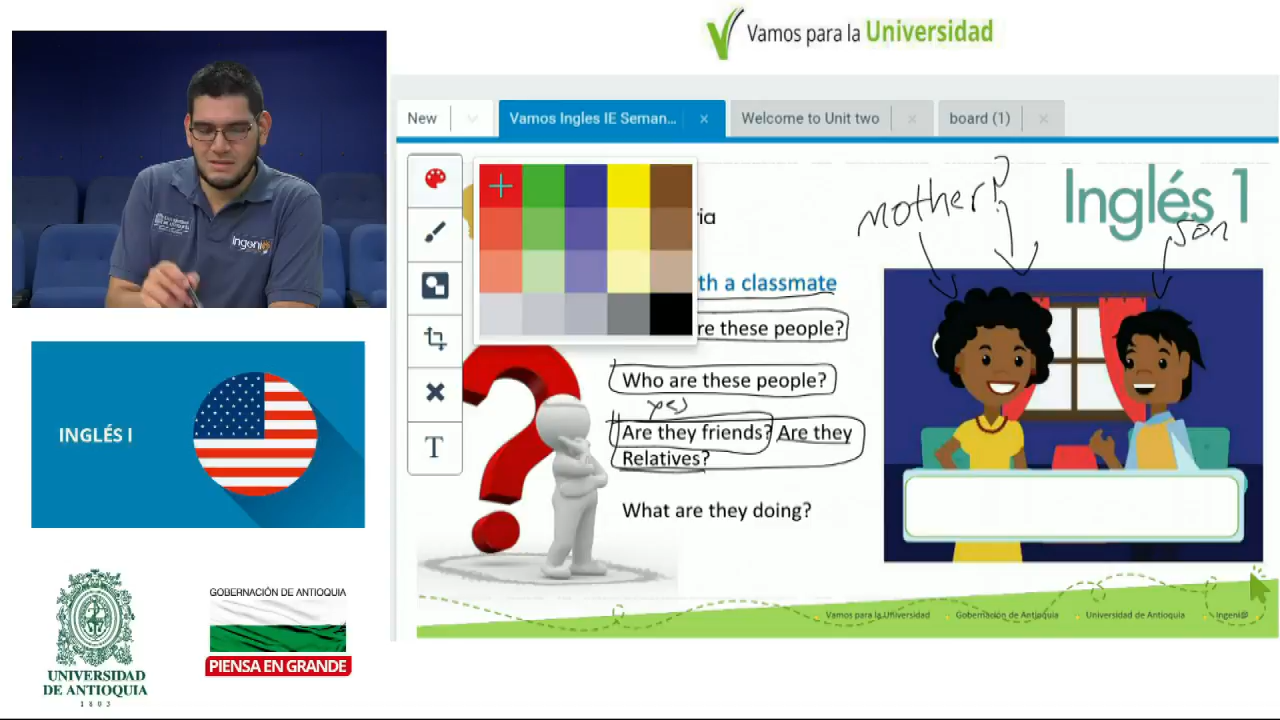 Vamos para la Universidad
New
Vamos Ingles IE Seman...
Welcome to Unit two
board (1)
ria
Inglés 1
mother?
son
th a classmate
re these people?
Who are these people?
yes
Are they friends? Are they
Relatives?
What are they doing?
T
ingeni@
INGLÉS I
GOBERNACIÓN DE ANTIOQUIA
PIENSA EN GRANDE
UNIVERSIDAD
DE ANTIOQUIA
1803
Vamos para la Universidad
Gobernación de Antioquia
Universidad de Antioquia
Ingeni@